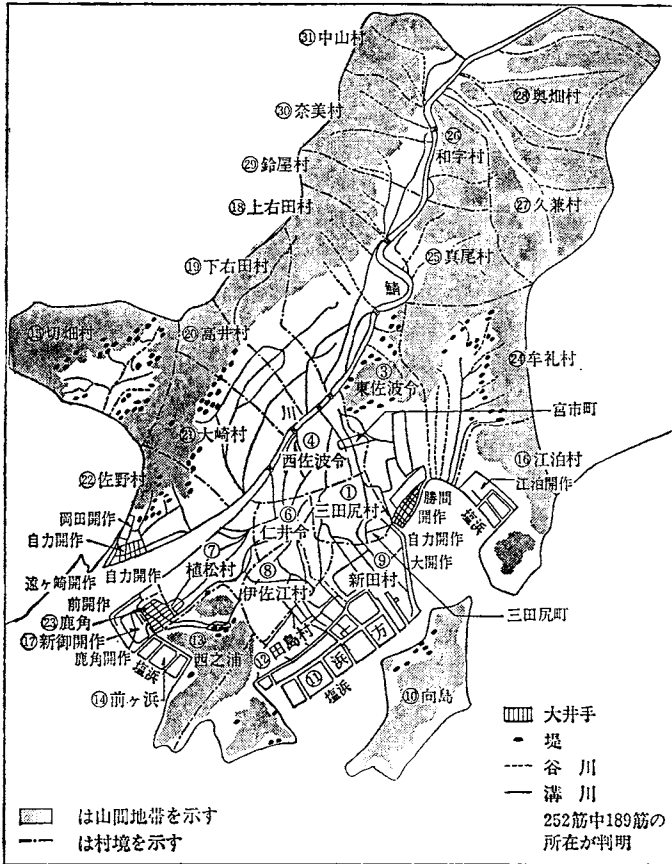 ㉛中山村
㉘奥畑村
㉚奈美村
㉖
和字村
㉙鈴屋村
⑱上右田村
㉗久兼村
㉕真尾村
⑲下右田村
鯖
川
⑳高井村
切畑村
③
東佐波令
㉔牟礼村
宮市町
㉑大崎村
④
西佐波令
⑯江泊村
江泊開作
塩浜
㉒佐野村
岡田開作
自力開作
①
三田尻村
勝間
開作
⑥
仁井令
自力開作
大開作
⑨
新田村
⑦
植松村
⑧
伊佐江村
遠ヶ崎開作
自力開作
前開作
㉓鹿角
⑰新御開作
鹿角開作
塩浜
⑭前ヶ浜
⑬
西之浦
⑫田島村
⑪
浜方
塩浜
三田尻町
⑩向島
大井手
堤
谷川
溝川
252筋中189筋の
所在が判明
は山間地帯を示す
は村境を示す